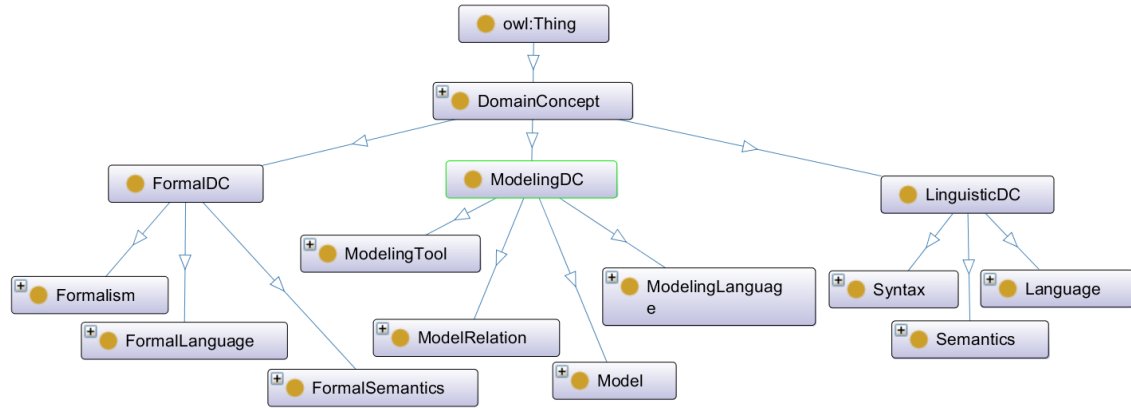 owl:Thing
DomainConcept
FormalDC
ModelingDC
LinguisticDC
ModelingTool
Formalism
ModelingLanguag
e
Syntax
Language
FormalLanguage
ModelRelation
Semantics
FormalSemantics
Model